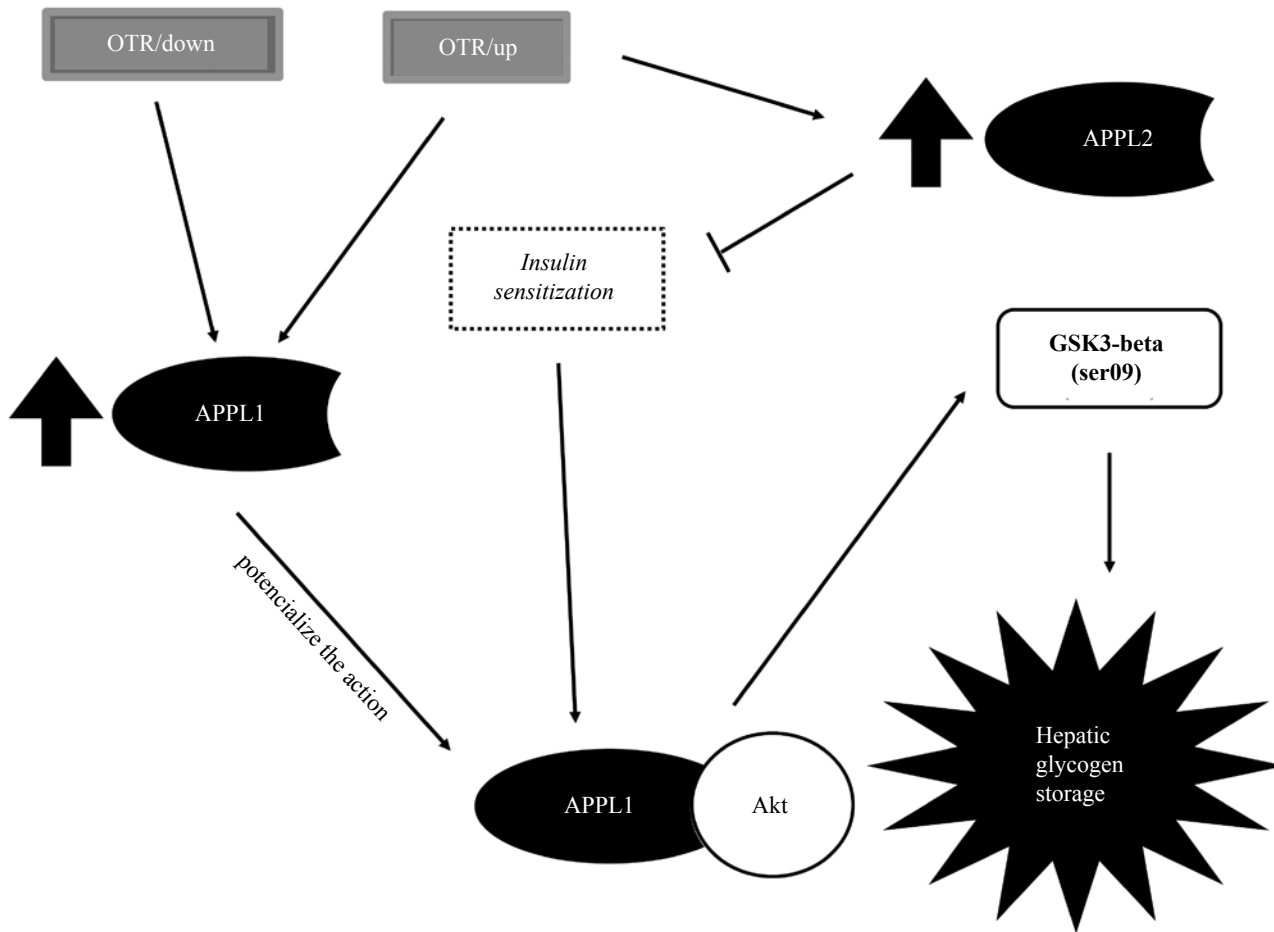 OTR/down
OTR/up
APPL2
Insulin
sensitization
GSK3-beta
(ser09)
APPL1
potencialize the action
Hepatic
glycogen
storage
APPL1
Akt